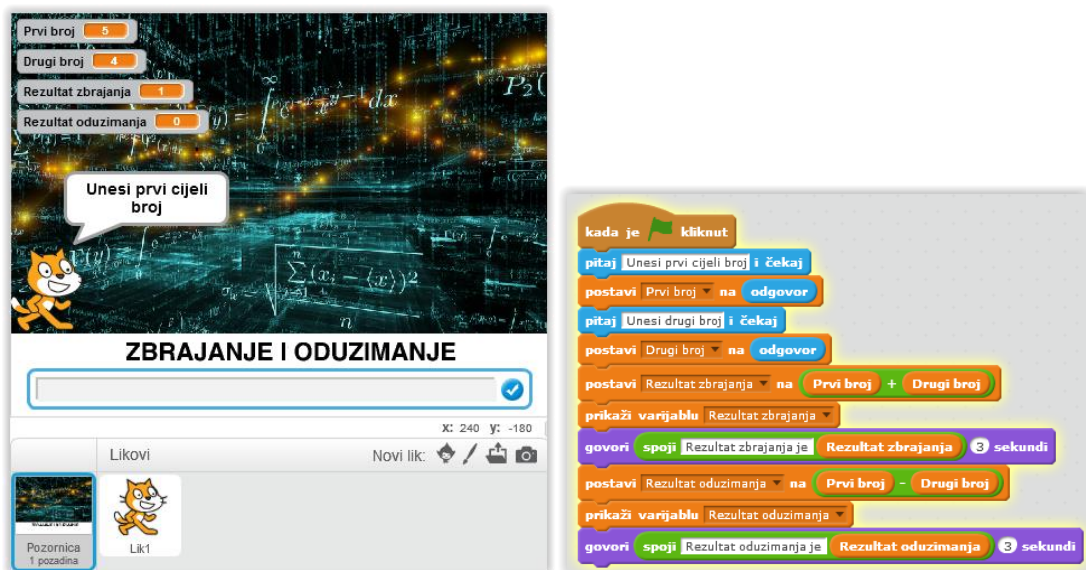 Prvi broj 5
Drugi broj 4
Rezultat zbrajanja 1
Rezultat oduzimanja 0
Unesi prvi cijeli
broj
ZBRAJANJE I ODUZIMANJE
x: 240 y: -180
Likovi
Novi lik:
Pozornica
1 pozadina
Lik1
kada je kliknut
pitaj Unesi prvi cijeli broj i čekaj
postavi Prvi broj na odgovor
pitaj Unesi drugi broj i čekaj
postavi Drugi broj na odgovor
postavi Rezultat zbrajanja na Prvi broj + Drugi broj
prikaži varijablu Rezultat zbrajanja
govori spoji Rezultat zbrajanja je Rezultat zbrajanja 3 sekundi
postavi Rezultat oduzimanja na Prvi broj - Drugi broj
prikaži varijablu Rezultat oduzimanja
govori spoji Rezultat oduzimanja je Rezultat oduzimanja 3 sekundi